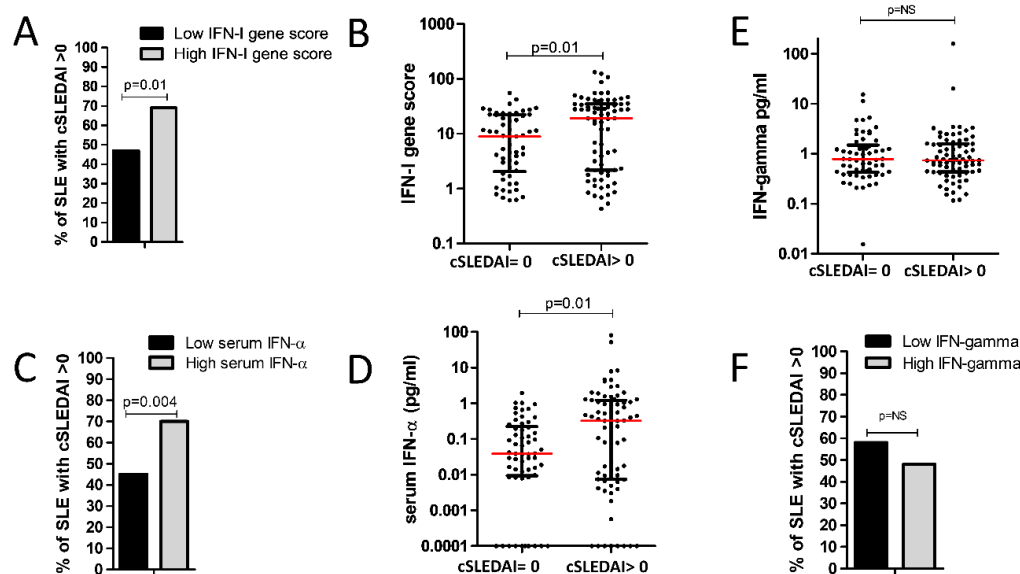 A
Low IFN-I gene score
High IFN-I gene score
% of SLE with cSLEDAI >0
100
90
80
70
60
50
40
30
20
10
0
p=0.01
B
IFN-I gene score
1000
100
10
1
0.1
p=0.01
cSLEDAI= 0
cSLEDAI> 0
E
p=NS
IFN-gamma pg/ml
100
10
1
0.1
0.01
cSLEDAI= 0
cSLEDAI> 0
C
Low serum IFN-α
High serum IFN-α
% of SLE with cSLEDAI >0
100
90
80
70
60
50
40
30
20
10
0
p=0.004
D
p=0.01
serum IFN-α (pg/ml)
100
10
1
0.1
0.01
0.001
0.0001
cSLEDAI= 0
cSLEDAI> 0
F
Low IFN-gamma
High IFN-gamma
% of SLE with cSLEDAI >0
100
90
80
70
60
50
40
30
20
10
0
p=NS